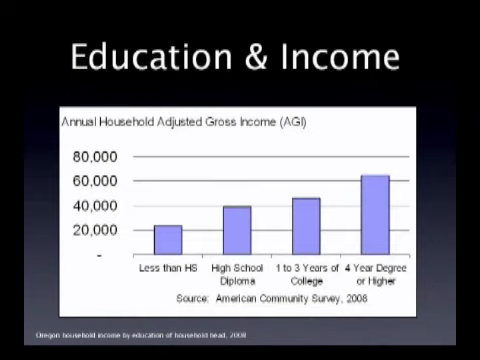 Education & Income
Annual Household Adjusted Gross Income (AGI)
80,000
60,000
40,000
20,000
-
Less than HS
High School Diploma
1 to 3 Years of College
4 Year Degree or Higher
Source: American Community Survey, 2008
Oregon household income by education of household head, 2008